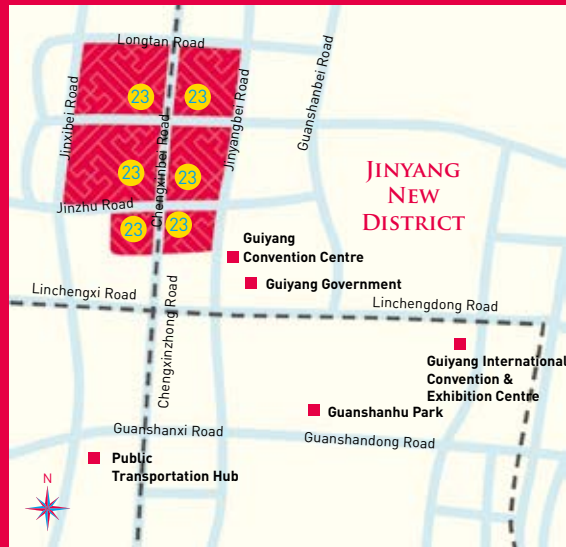 Longtan Road
23
23
Jinxibei Road
Chengxinbei Road
Jinyangbei Road
Guanshanbei Road
23
23
Jinzhu Road
23
23
JINYANG
NEW
DISTRICT
Guiyang
Convention Centre
Guiyang Government
Linchengxi Road
Linchengdong Road
Chengxinzhong Road
Guiyang International
Convention &
Exhibition Centre
Guanshanhu Park
Guanshanxi Road
Guanshandong Road
Public
Transportation Hub
N